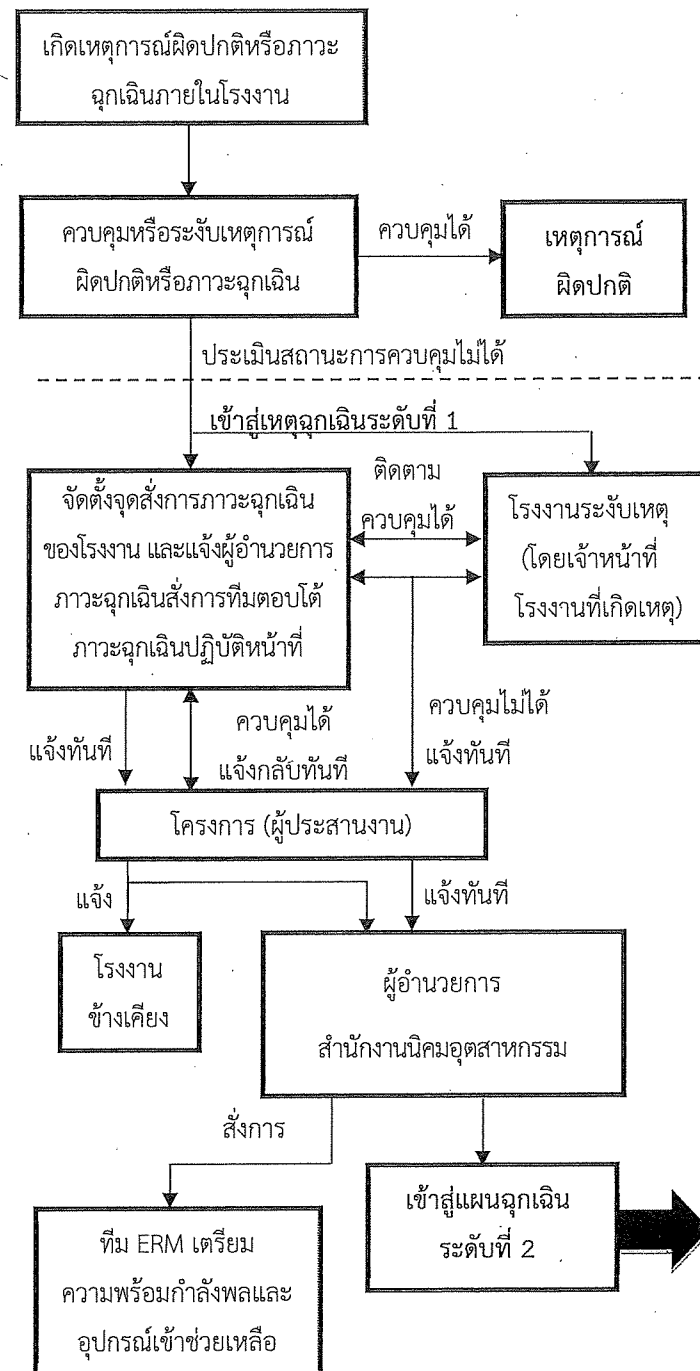 เกิดเหตุการณ์ผิดปกติหรือภาวะ
ฉุกเฉินภายในโรงงาน
ควบคุมหรือระงับเหตุการณ์
ผิดปกติหรือภาวะฉุกเฉิน
ควบคุมได้
เหตุการณ์
ผิดปกติ
ประเมินสถานะการควบคุมไม่ได้
เข้าสู่เหตุฉุกเฉินระดับที่ 1
จัดตั้งจุดสั่งการภาวะฉุกเฉิน
ของโรงงาน และแจ้งผู้อำนวยการ
ภาวะฉุกเฉินสั่งการทีมตอบโต้
ภาวะฉุกเฉินปฏิบัติหน้าที่
ติดตาม
ควบคุมได้
โรงงานระงับเหตุ
(โดยเจ้าหน้าที่
โรงงานที่เกิดเหตุ)
แจ้งทันที
ควบคุมได้
แจ้งกลับทันที
ควบคุมไม่ได้
แจ้งทันที
โครงการ (ผู้ประสานงาน)
แจ้ง
แจ้งทันที
โรงงาน
ข้างเคียง
ผู้อำนวยการ
สำนักงานนิคมอุตสาหกรรม
สั่งการ
ทีม ERM เตรียม
ความพร้อมกำลังพลและ
อุปกรณ์เข้าช่วยเหลือ
เข้าสู่แผนฉุกเฉิน
ระดับที่ 2